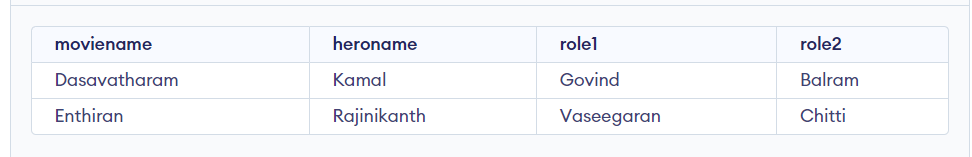 moviename heroname role1 role2
Dasavatharam Kamal Govind Balram
Enthiran Rajinikanth Vaseegaran Chitti